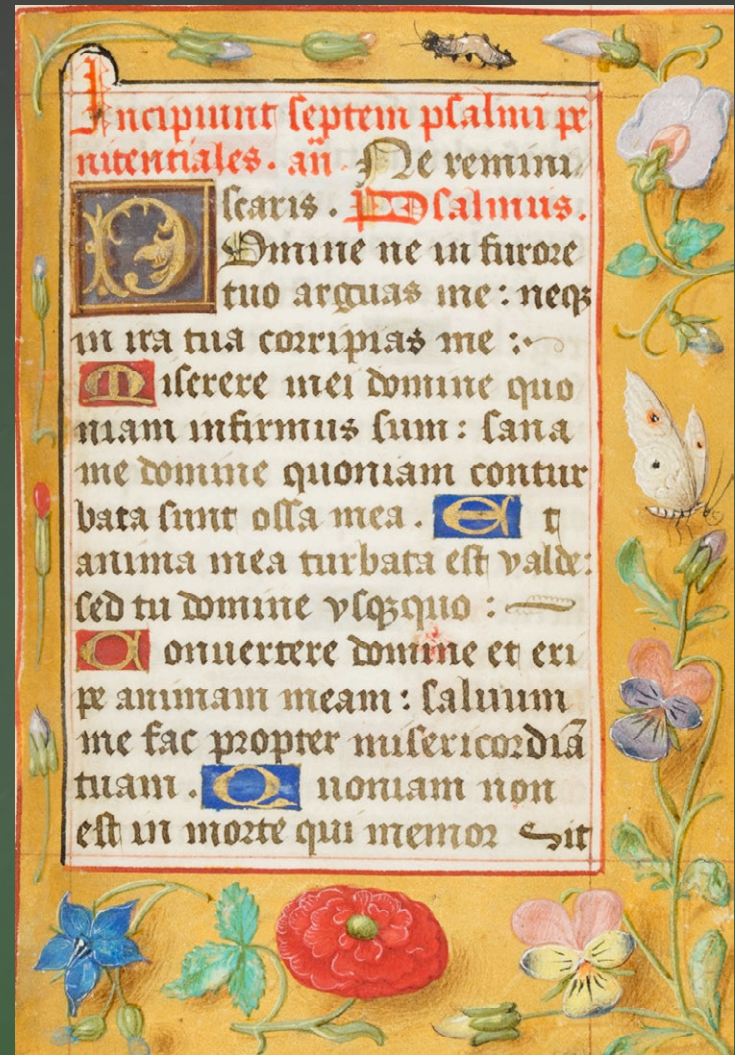 Incipiunt septem psalmi pe
nitentiales. añ. Ne remini
scaris. Psalmus.
Domine ne in furore
tuo arguas me: neqȝ
in ira tua corripias me:
Miserere mei domine quo
niam infirmus sum: sana
me domine quoniam contur
bata sunt ossa mea. Et
anima mea turbata est valde:
sed tu domine vsqȝquo:
Conuertere domine et eri
pe animam meam: saluum
me fac propter misericordiā
tuam. Quoniam non
est in morte qui memor sit